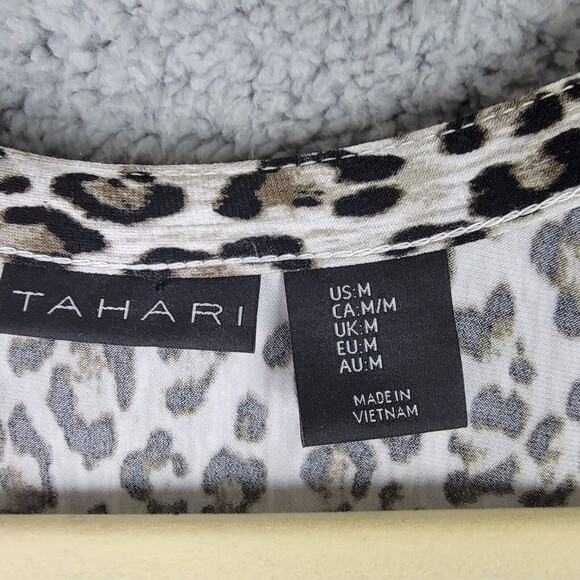 TAHARI
US:M
CA:M/M
UK:M
EU:M
AU:M
MADE IN
VIETNAM